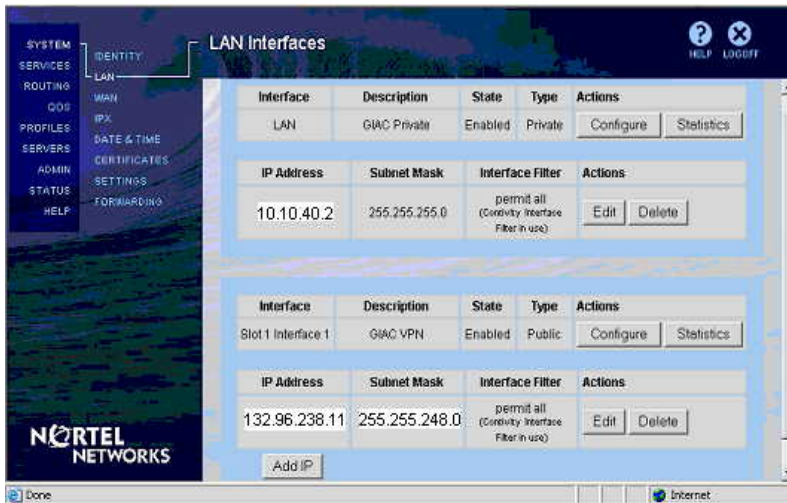 LAN Interfaces
HELP
LOGOFF
SYSTEM
SERVICES
ROUTING
QOS
PROFILES
SERVERS
ADMIN
STATUS
HELP
IDENTITY
LAN
WAN
IPX
DATE & TIME
CERTIFICATES
SETTINGS
FORWARDING
Interface Description State Type Actions
LAN GIAC Private Enabled Private Configure Statistics
IP Address Subnet Mask Interface Filter Actions
10.10.40.2 255.255.255.0 permit all Edit Delete
(Contivity Interface
Filter in use)
Interface Description State Type Actions
Slot 1 Interface 1 GIAC VPN Enabled Public Configure Statistics
IP Address Subnet Mask Interface Filter Actions
132.96.238.11 255.255.248.0 permit all Edit Delete
(Contivity Interface
Filter in use)
Add IP
NORTEL
NETWORKS
Done
Internet